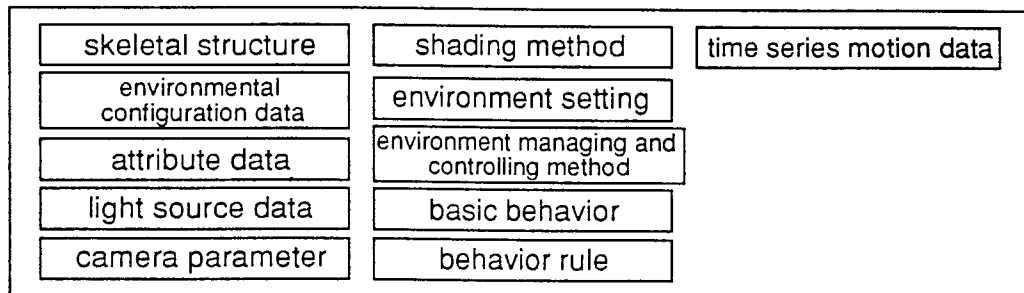 skeletal structure
environmental
configuration data
attribute data
light source data
camera parameter
shading method
environment setting
environment managing and
controlling method
basic behavior
behavior rule
time series motion data